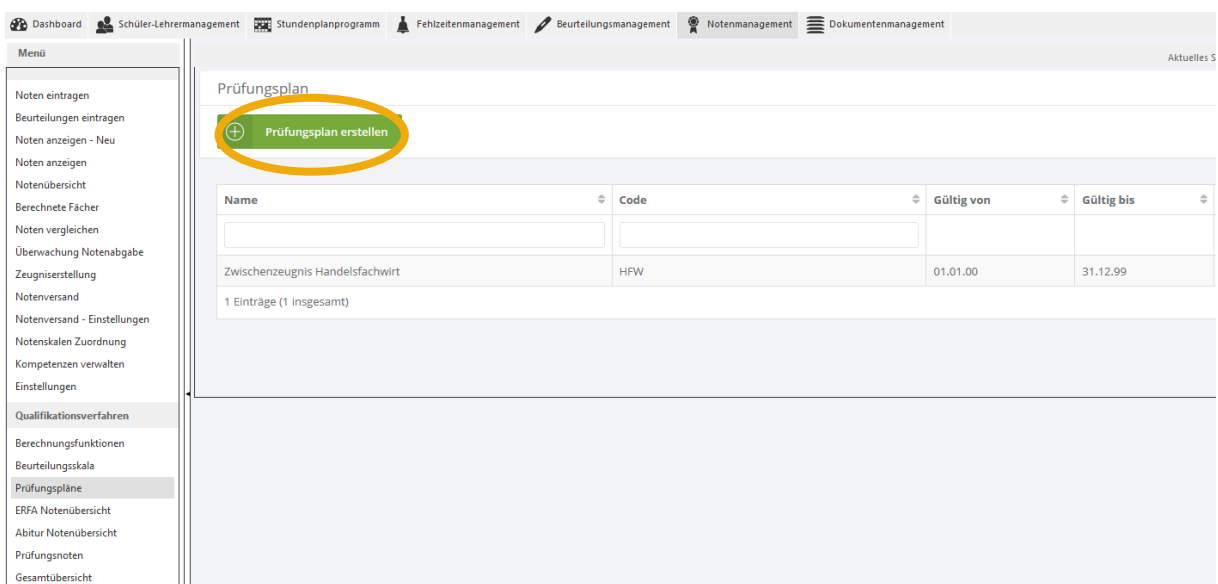 Dashboard Schüler-Lehrermanagement Stundenplanprogramm Fehlzeitenmanagement Beurteilungsmanagement Notenmanagement Dokumentenmanagement
Menü
Aktuelles S
Noten eintragen
Beurteilungen eintragen
Noten anzeigen - Neu
Noten anzeigen
Notenübersicht
Berechnete Fächer
Noten vergleichen
Überwachung Notenabgabe
Zeugniserstellung
Notenversand
Notenversand - Einstellungen
Notenskalen Zuordnung
Kompetenzen verwalten
Einstellungen
Qualifikationsverfahren
Berechnungsfunktionen
Beurteilungsskala
Prüfungspläne
ERFA Notenübersicht
Abitur Notenübersicht
Prüfungsnoten
Gesamtübersicht
Prüfungsplan
Prüfungsplan erstellen
Name Code Gültig von Gültig bis
Zwischenzeugnis Handelsfachwirt HFW 01.01.00 31.12.99
1 Einträge (1 insgesamt)